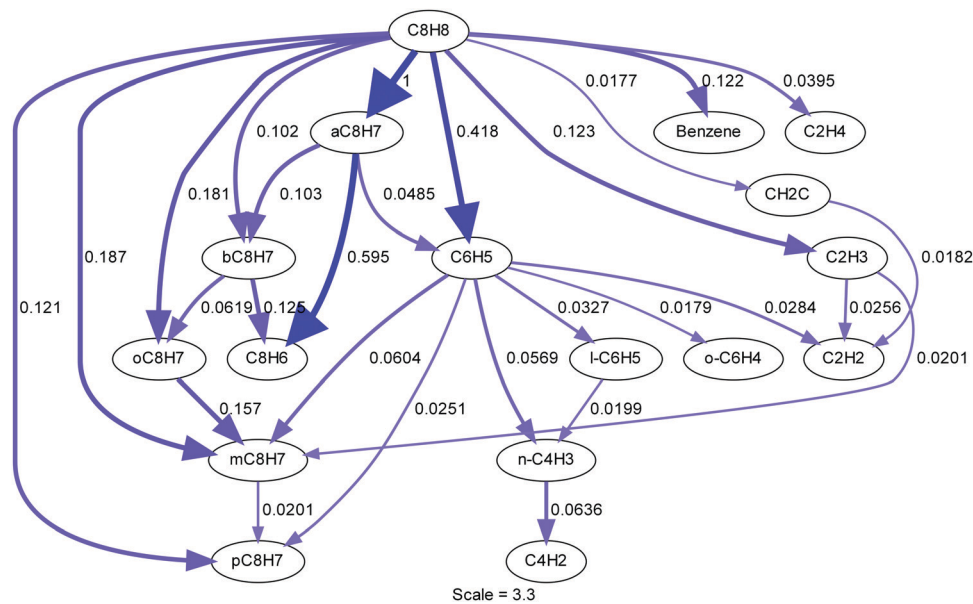 C8H8
0.0177
0.122
0.0395
1
aC8H7
Benzene
C2H4
0.102
0.418
0.123
0.181
0.103
0.0485
CH2C
0.187
bC8H7
0.595
C6H5
C2H3
0.0182
0.121
0.0619
0.125
0.0327
0.0179
0.0284
0.0256
oC8H7
C8H6
0.0604
0.0569
l-C6H5
o-C6H4
C2H2
0.0201
0.157
0.0251
0.0199
mC8H7
n-C4H3
0.0201
0.0636
pC8H7
C4H2
Scale = 3.3